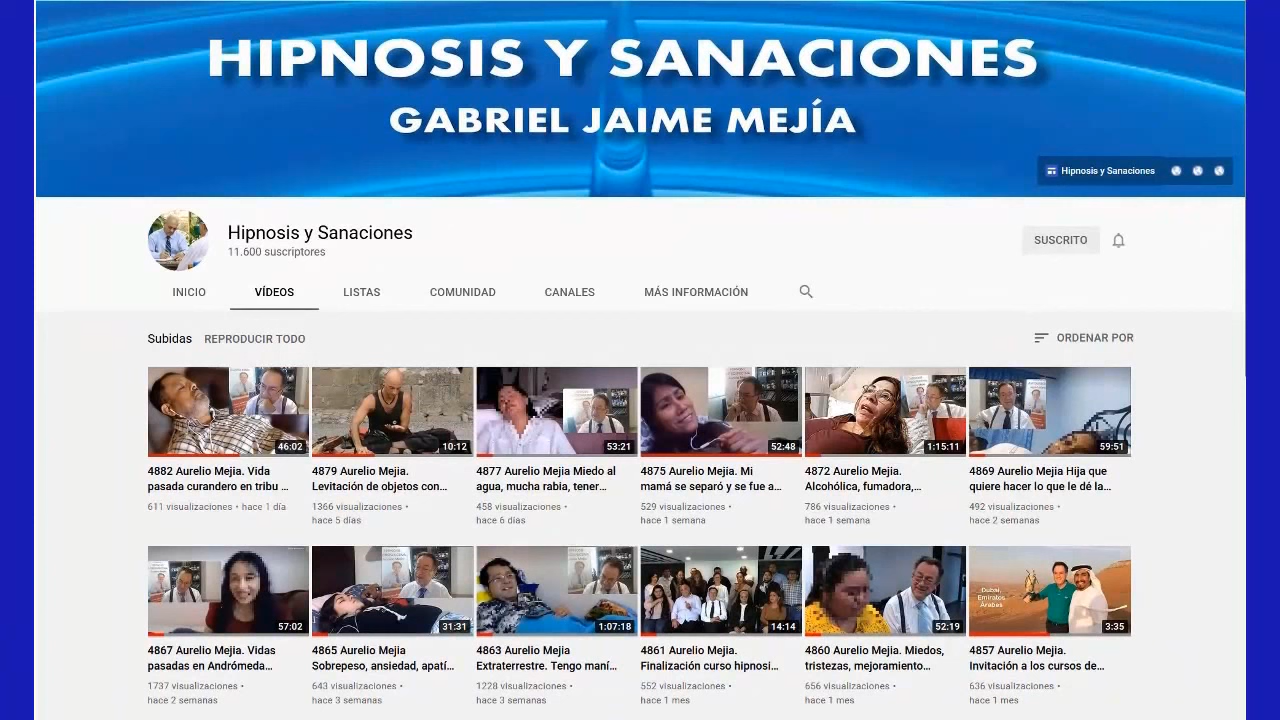 HIPNOSIS Y SANACIONES
GABRIEL JAIME MEJÍA
Hipnosis y Sanaciones
Hipnosis y Sanaciones
11.600 suscriptores
SUSCRITO
INICIO VÍDEOS LISTAS COMUNIDAD CANALES MÁS INFORMACIÓN
Subidas REPRODUCIR TODO ORDENAR POR
46:02
4882 Aurelio Mejia. Vida
pasada curandero en tribu ...
611 visualizaciones • hace 1 día
10:12
4879 Aurelio Mejia.
Levitación de objetos con...
1366 visualizaciones •
hace 5 días
53:21
4877 Aurelio Mejia Miedo al
agua, mucha rabia, tener...
458 visualizaciones •
hace 6 días
52:48
4875 Aurelio Mejia. Mi
mamá se separó y se fue a...
529 visualizaciones •
hace 1 semana
1:15:11
4872 Aurelio Mejia.
Alcohólica, fumadora,...
786 visualizaciones •
hace 1 semana
59:51
4869 Aurelio Mejia Hija que
quiere hacer lo que le dé la...
492 visualizaciones •
hace 2 semanas
57:02
4867 Aurelio Mejia. Vidas
pasadas en Andrómeda...
1737 visualizaciones •
hace 2 semanas
31:31
4865 Aurelio Mejia
Sobrepeso, ansiedad, apatí...
643 visualizaciones •
hace 3 semanas
1:07:18
4863 Aurelio Mejia
Extraterrestre. Tengo maní...
1228 visualizaciones •
hace 3 semanas
14:14
4861 Aurelio Mejia.
Finalización curso hipnosi...
552 visualizaciones •
hace 1 mes
52:19
4860 Aurelio Mejia. Miedos,
tristezas, mejoramiento...
656 visualizaciones •
hace 1 mes
Dubai,
Emiratos
Árabes
3:35
4857 Aurelio Mejia.
Invitación a los cursos de...
636 visualizaciones •
hace 1 mes